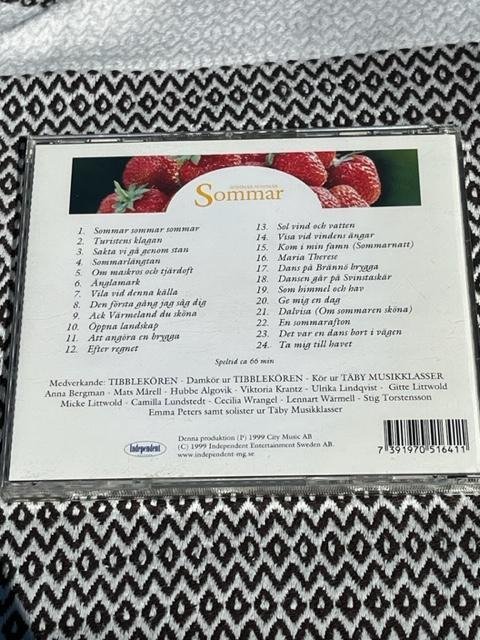 SOMMAR SOMMAR
Sommar
1. Sommar sommar sommar
2. Turistens klagan
3. Sakta vi gå genom stan
4. Sommarlängtan
5. Om maskros och tjärdoft
6. Änglamark
7. Vila vid denna källa
8. Den första gång jag såg dig
9. Ack Värmeland du sköna
10. Öppna landskap
11. Att angöra en brygga
12. Efter regnet
13. Sol vind och vatten
14. Visa vid vindens ängar
15. Kom i min famn (Sommarnatt)
16. Maria Therese
17. Dans på Brännö brygga
18. Dansen går på Svinstaskär
19. Som himmel och hav
20. Ge mig en dag
21. Dalvisa (Om sommaren sköna)
22. En sommarafton
23. Det var en dans bort i vägen
24. Ta mig till havet
Speltid ca 66 min
Medverkande: TIBBLEKÖREN - Damkör ur TIBBLEKÖREN - Kör ur TÄBY MUSIKKLASSER
Anna Bergman - Mats Mårell - Hubbe Algovik - Viktoria Krantz - Ulrika Lindqvist - Gitte Littwold
Micke Littwold - Camilla Lundstedt - Cecilia Wrangel - Lennart Wärmell - Stig Torstensson
Emma Peters samt solister ur Täby Musikklasser
Independent
Denna produktion (P) 1999 City Music AB
(C) 1999 Independent Entertainment Sweden AB.
www.independent-mg.se
7 391970 516411